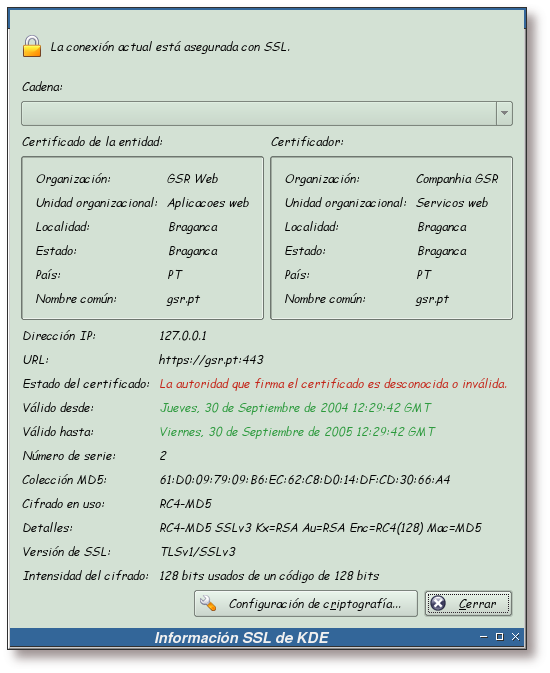 La conexión actual está asegurada con SSL.
Cadena:
Certificado de la entidad:
Organización: GSR Web
Unidad organizacional: Aplicacoes web
Localidad: Braganca
Estado: Braganca
País: PT
Nombre común: gsr.pt
Certificador:
Organización: Companhia GSR
Unidad organizacional: Servicos web
Localidad: Braganca
Estado: Braganca
País: PT
Nombre común: gsr.pt
Dirección IP: 127.0.0.1
URL: https://gsr.pt:443
Estado del certificado: La autoridad que firma el certificado es desconocida o inválida.
Válido desde: Jueves, 30 de Septiembre de 2004 12:29:42 GMT
Válido hasta: Viernes, 30 de Septiembre de 2005 12:29:42 GMT
Número de serie: 2
Colección MD5: 61:D0:09:79:09:B6:EC:62:C8:D0:14:DF:CD:30:66:A4
Cifrado en uso: RC4-MD5
Detalles: RC4-MD5 SSLv3 Kx=RSA Au=RSA Enc=RC4(128) Mac=MD5
Versión de SSL: TLSv1/SSLv3
Intensidad del cifrado: 128 bits usados de un código de 128 bits
Configuración de criptografía...
Cerrar
Información SSL de KDE